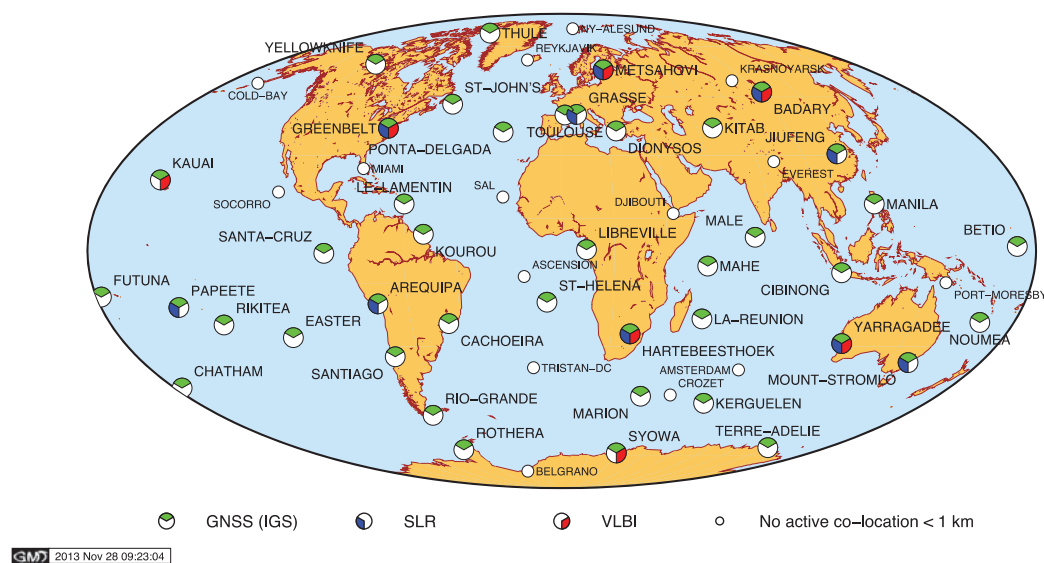 THULE
NY-ALESUND
YELLOWKNIFE
REYKJAVIK
METSAHOVI
KRASNOYARSK
COLD-BAY
ST-JOHN'S
GRASSE
BADARY
GREENBELT
TOULOUSE
KITAB
JIUFENG
PONTA-DELGADA
DIONYSOS
KAUAI
MIAMI
EVEREST
LE-LAMENTIN
SAL
SOCORRO
DJIBOUTI
MANILA
MALE
SANTA-CRUZ
LIBREVILLE
BETIO
KOUROU
ASCENSION
MAHE
FUTUNA
PAPEETE
AREQUIPA
ST-HELENA
CIBINONG
PORT-MORESBY
RIKITEA
EASTER
LA-REUNION
YARRAGADEE
CACHOEIRA
NOUMEA
HARTEBEESTHOEK
CHATHAM
SANTIAGO
TRISTAN-DC
AMSTERDAM
MOUNT-STROMLO
CROZET
RIO-GRANDE
MARION
KERGUELEN
ROTHERA
SYOWA
TERRE-ADELIE
BELGRANO
GNSS (IGS)
SLR
VLBI
No active co-location < 1 km
GMD 2013 Nov 28 09:23:04